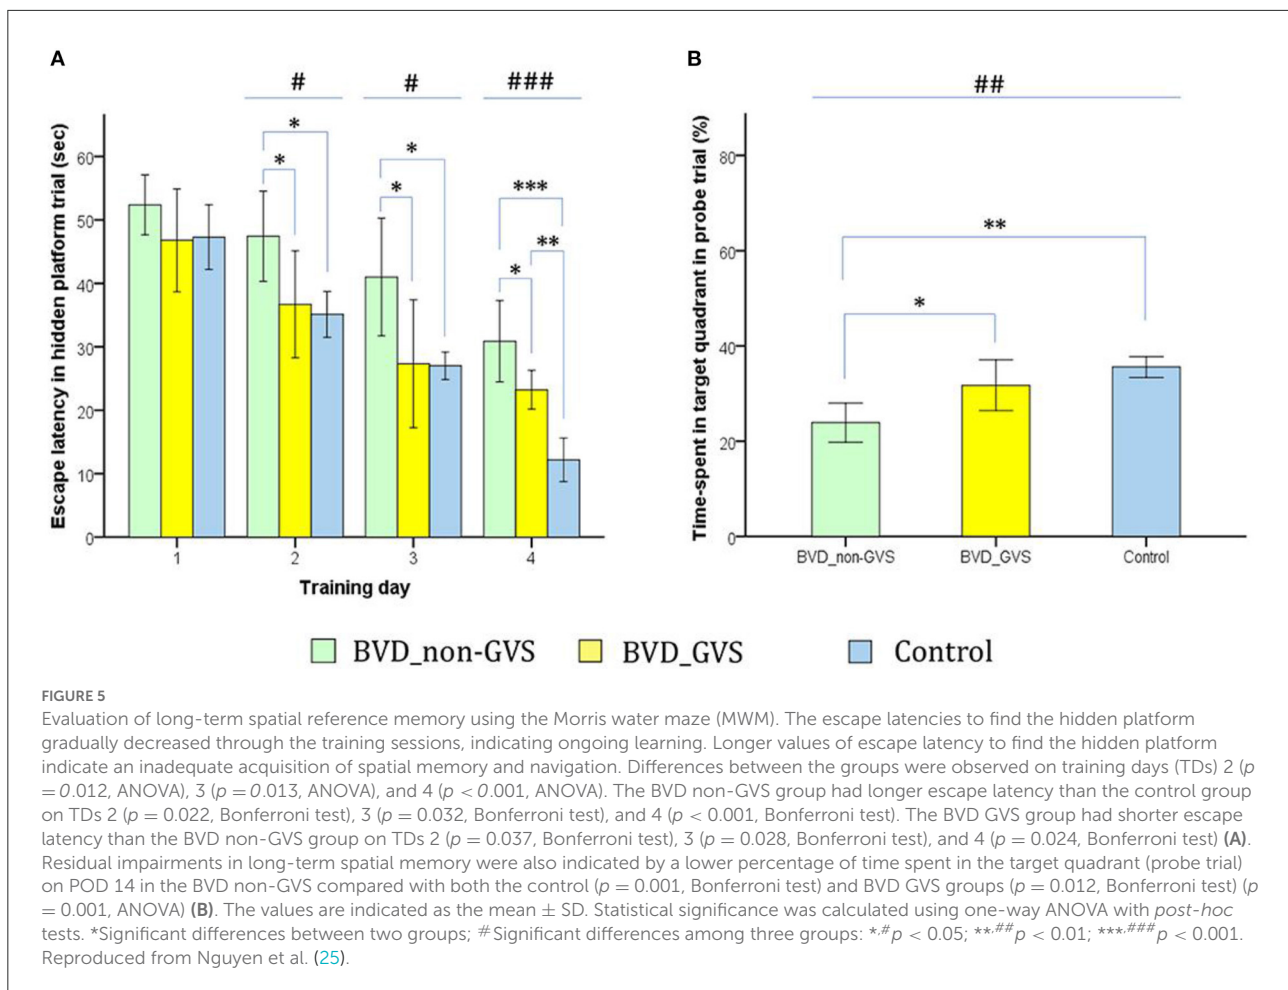 A
# # ###
* * * * *** ** *
Escape latency in hidden platform trial (sec)
60
50
40
30
20
10
0
1 2 3 4
Training day
B
##
**
*
Time-spent in target quadrant in probe trial (%)
80
60
40
20
0
BVD_non-GVS BVD_GVS Control
BVD_non-GVS BVD_GVS Control
FIGURE 5
Evaluation of long-term spatial reference memory using the Morris water maze (MWM). The escape latencies to find the hidden platform
gradually decreased through the training sessions, indicating ongoing learning. Longer values of escape latency to find the hidden platform
indicate an inadequate acquisition of spatial memory and navigation. Differences between the groups were observed on training days (TDs) 2 (p
= 0.012, ANOVA), 3 (p = 0.013, ANOVA), and 4 (p < 0.001, ANOVA). The BVD non-GVS group had longer escape latency than the control group
on TDs 2 (p = 0.022, Bonferroni test), 3 (p = 0.032, Bonferroni test), and 4 (p < 0.001, Bonferroni test). The BVD GVS group had shorter escape
latency than the BVD non-GVS group on TDs 2 (p = 0.037, Bonferroni test), 3 (p = 0.028, Bonferroni test), and 4 (p = 0.024, Bonferroni test) (A).
Residual impairments in long-term spatial memory were also indicated by a lower percentage of time spent in the target quadrant (probe trial)
on POD 14 in the BVD non-GVS compared with both the control (p = 0.001, Bonferroni test) and BVD GVS groups (p = 0.012, Bonferroni test) (p
= 0.001, ANOVA) (B). The values are indicated as the mean ± SD. Statistical significance was calculated using one-way ANOVA with post-hoc
tests. *Significant differences between two groups; #Significant differences among three groups: *,#p < 0.05; **,##p < 0.01; ***,###p < 0.001.
Reproduced from Nguyen et al. (25).